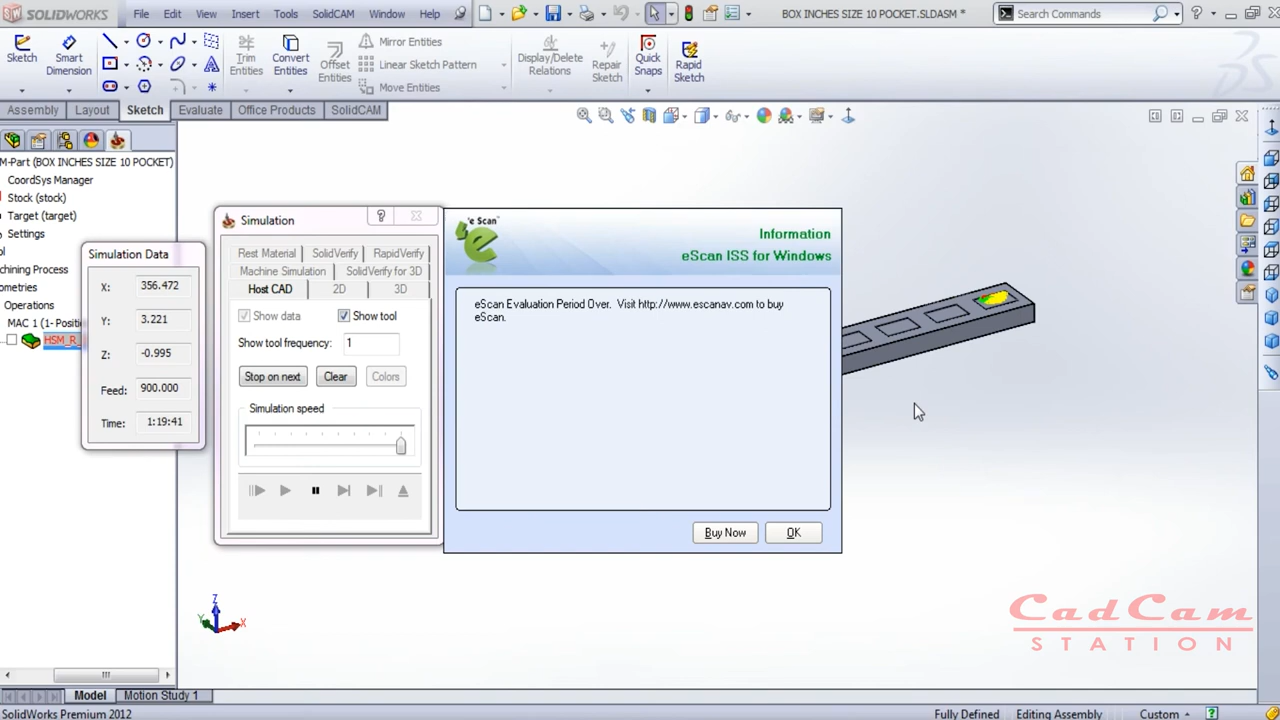 SOLIDWORKS File Edit View Insert Tools SolidCAM Window Help BOX INCHES SIZE 10 POCKET.SLDASM * Search Commands
Sketch Smart Dimension Trim Entities Convert Entities Offset Entities Mirror Entities Display/Delete Relations Repair Sketch Quick Snaps Rapid Sketch
Linear Sketch Pattern
Move Entities
Assembly Layout Sketch Evaluate Office Products SolidCAM
M-Part (BOX INCHES SIZE 10 POCKET)
CoordSys Manager
Stock (stock)
Target (target)
Settings
ol
hining Process
ometries
Operations
MAC 1 (1- Positi
HSM_R_
Simulation Data
X: 356.472
Y: 3.221
Z: -0.995
Feed: 900.000
Time: 1:19:41
Simulation
Rest Material SolidVerify RapidVerify
Machine Simulation SolidVerify for 3D
Host CAD 2D 3D
Show data Show tool
Show tool frequency: 1
Stop on next Clear Colors
Simulation speed
e Scan
Information
eScan ISS for Windows
eScan Evaluation Period Over. Visit http://www.escanav.com to buy
eScan.
Buy Now OK
Z
Y X
CadCam
STATION
Model Motion Study 1
SolidWorks Premium 2012 Fully Defined Editing Assembly Custom